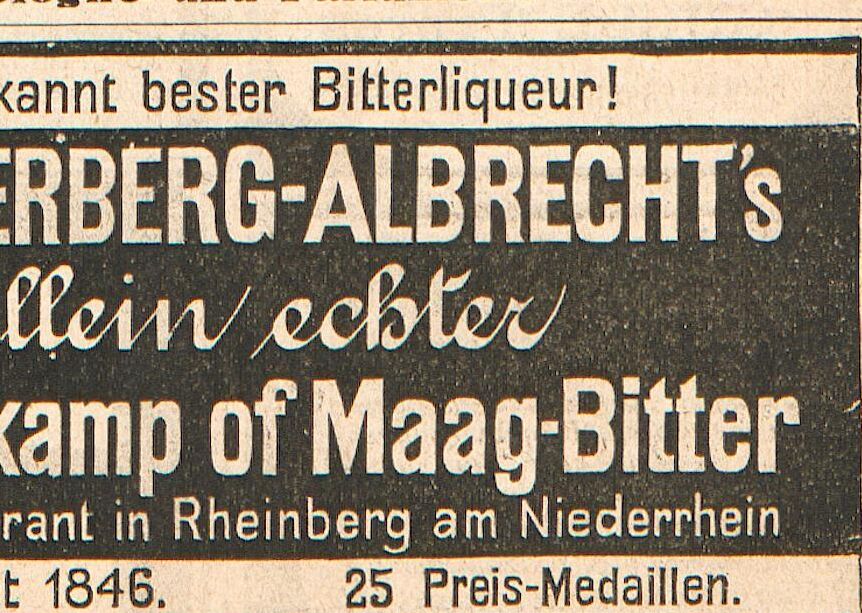 kannt bester Bitterliqueur!
ERBERG-ALBRECHT's
llein echter
kamp of Maag-Bitter
rant in Rheinberg am Niederrhein
t 1846. 25 Preis-Medaillen.